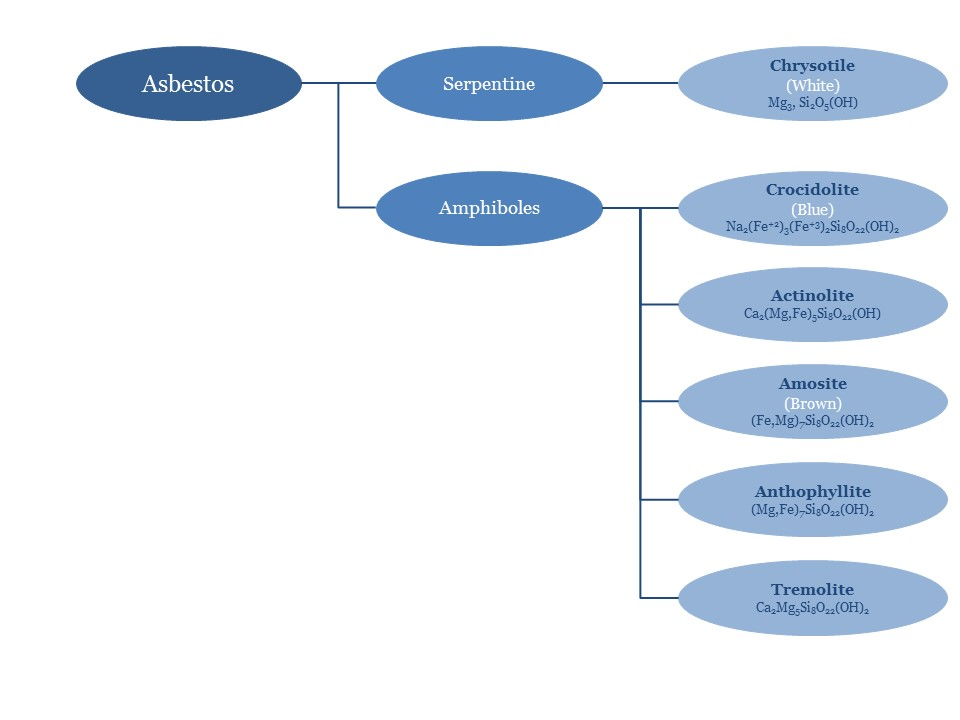 Asbestos
Serpentine
Chrysotile
(White)
Mg₃, Si₂O₅(OH)
Amphiboles
Crocidolite
(Blue)
Na₂(Fe⁺²)₃(Fe⁺³)₂Si₈O₂₂(OH)₂
Actinolite
Ca₂(Mg,Fe)₅Si₈O₂₂(OH)
Amosite
(Brown)
(Fe,Mg)₇Si₈O₂₂(OH)₂
Anthophyllite
(Mg,Fe)₇Si₈O₂₂(OH)₂
Tremolite
Ca₂Mg₅Si₈O₂₂(OH)₂